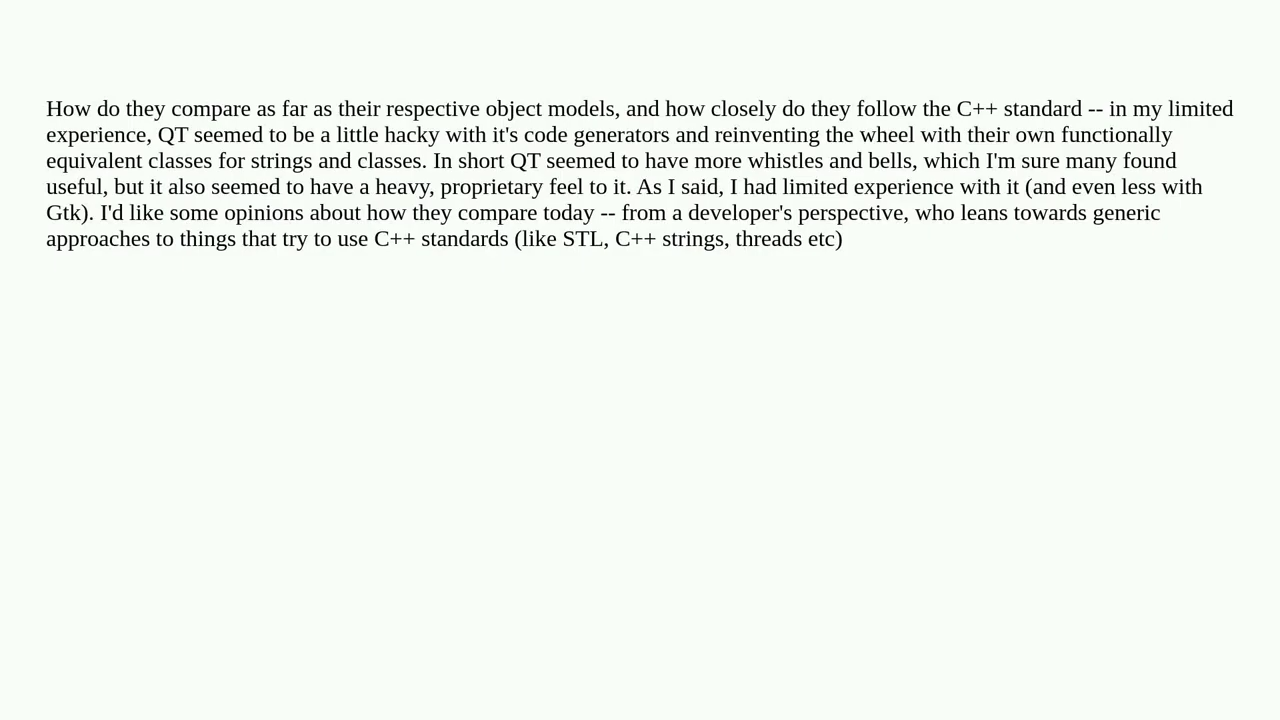 How do they compare as far as their respective object models, and how closely do they follow the C++ standard -- in my limited
experience, QT seemed to be a little hacky with it's code generators and reinventing the wheel with their own functionally
equivalent classes for strings and classes. In short QT seemed to have more whistles and bells, which I'm sure many found
useful, but it also seemed to have a heavy, proprietary feel to it. As I said, I had limited experience with it (and even less with
Gtk). I'd like some opinions about how they compare today -- from a developer's perspective, who leans towards generic
approaches to things that try to use C++ standards (like STL, C++ strings, threads etc)